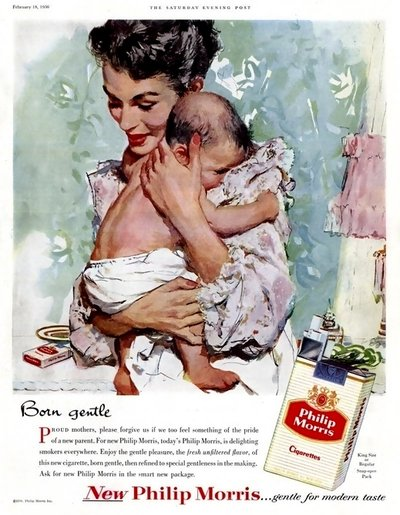 February 18, 1956
THE SATURDAY EVENING POST
Born gentle
PROUD mothers, please forgive us if we too feel something of the pride
of a new parent. For new Philip Morris, today's Philip Morris, is delighting
smokers everywhere. Enjoy the gentle pleasure, the fresh unfiltered flavor, of
this new cigarette, born gentle, then refined to special gentleness in the making.
Ask for new Philip Morris in the smart new package.
Philip
Morris
Cigarettes
King Size
or
Regular
Snap-open
Pack
New Philip Morris...gentle for modern taste